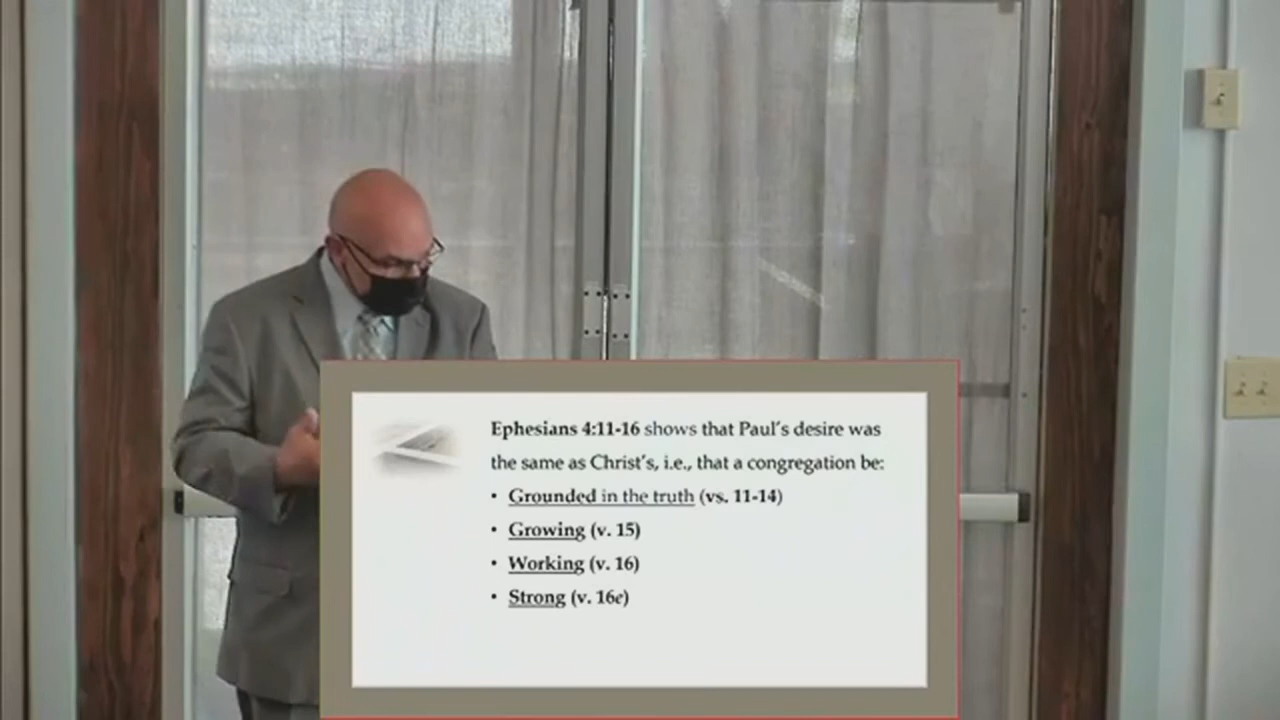 Ephesians 4:11-16 shows that Paul's desire was
the same as Christ's, i.e., that a congregation be:
• Grounded in the truth (vs. 11-14)
• Growing (v. 15)
• Working (v. 16)
• Strong (v. 16e)